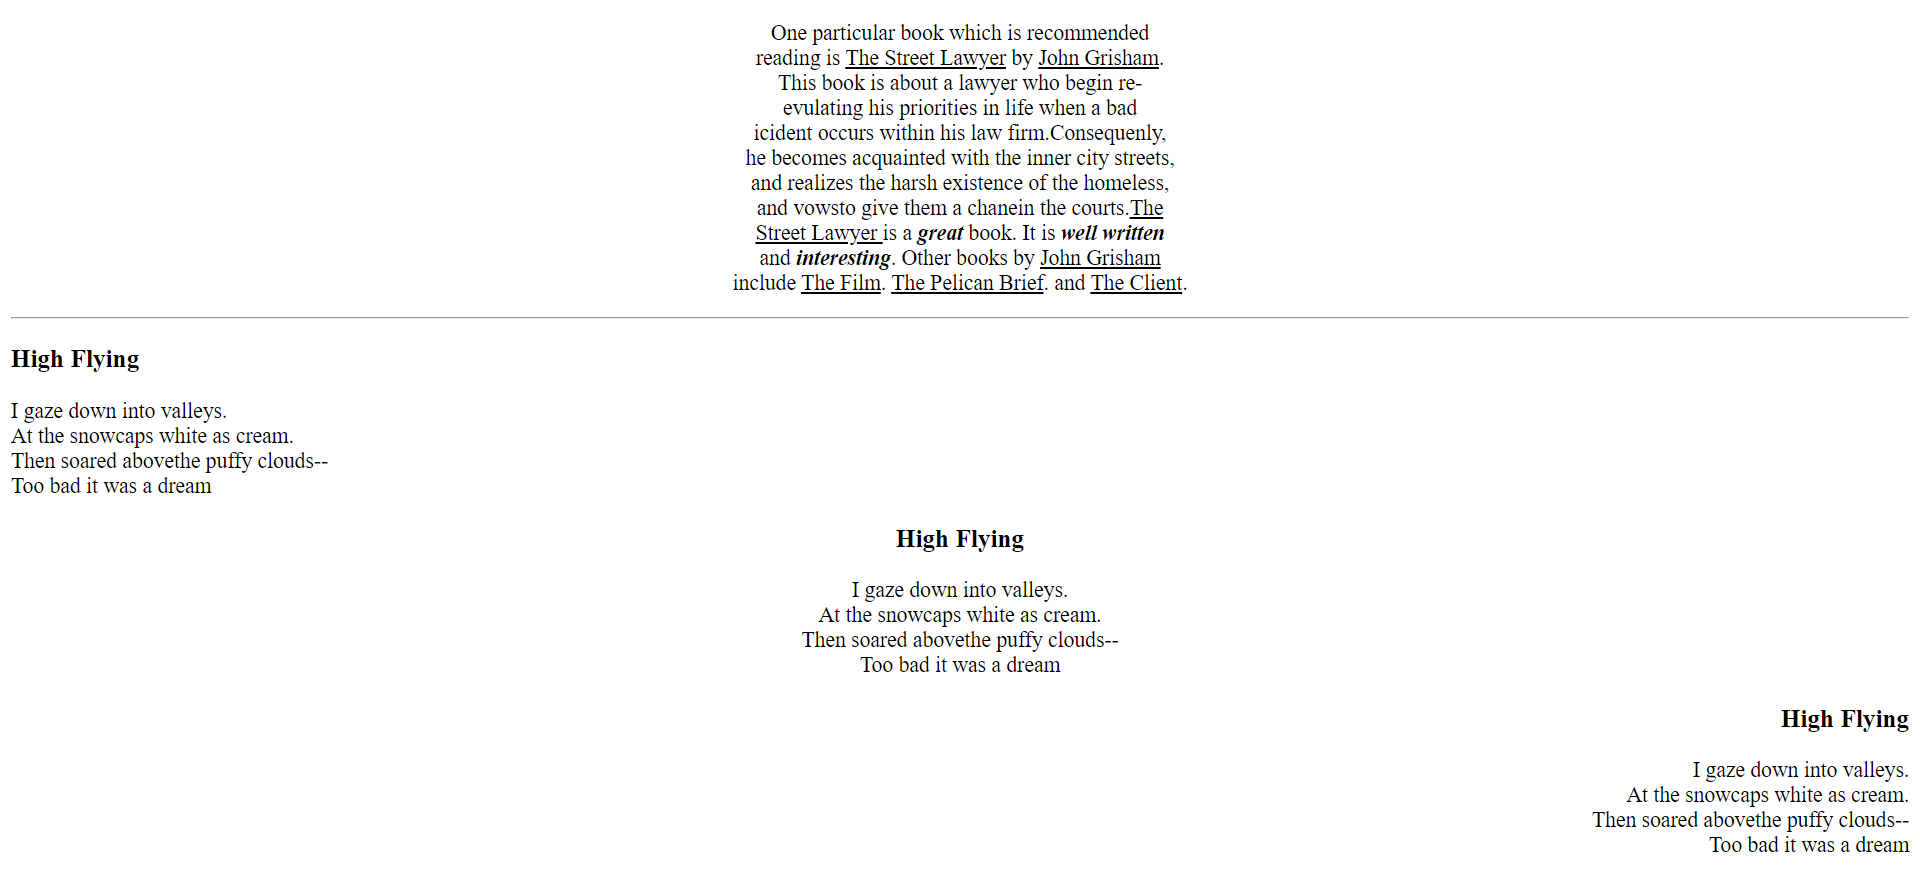 One particular book which is recommended
reading is The Street Lawyer by John Grisham.
This book is about a lawyer who begin re-
evulating his priorities in life when a bad
icident occurs within his law firm.Consequenly,
he becomes acquainted with the inner city streets,
and realizes the harsh existence of the homeless,
and vowsto give them a chanein the courts.The
Street Lawyer is a great book. It is well written
and interesting. Other books by John Grisham
include The Film. The Pelican Brief. and The Client.
High Flying
I gaze down into valleys.
At the snowcaps white as cream.
Then soared abovethe puffy clouds--
Too bad it was a dream
High Flying
I gaze down into valleys.
At the snowcaps white as cream.
Then soared abovethe puffy clouds--
Too bad it was a dream
High Flying
I gaze down into valleys.
At the snowcaps white as cream.
Then soared abovethe puffy clouds--
Too bad it was a dream